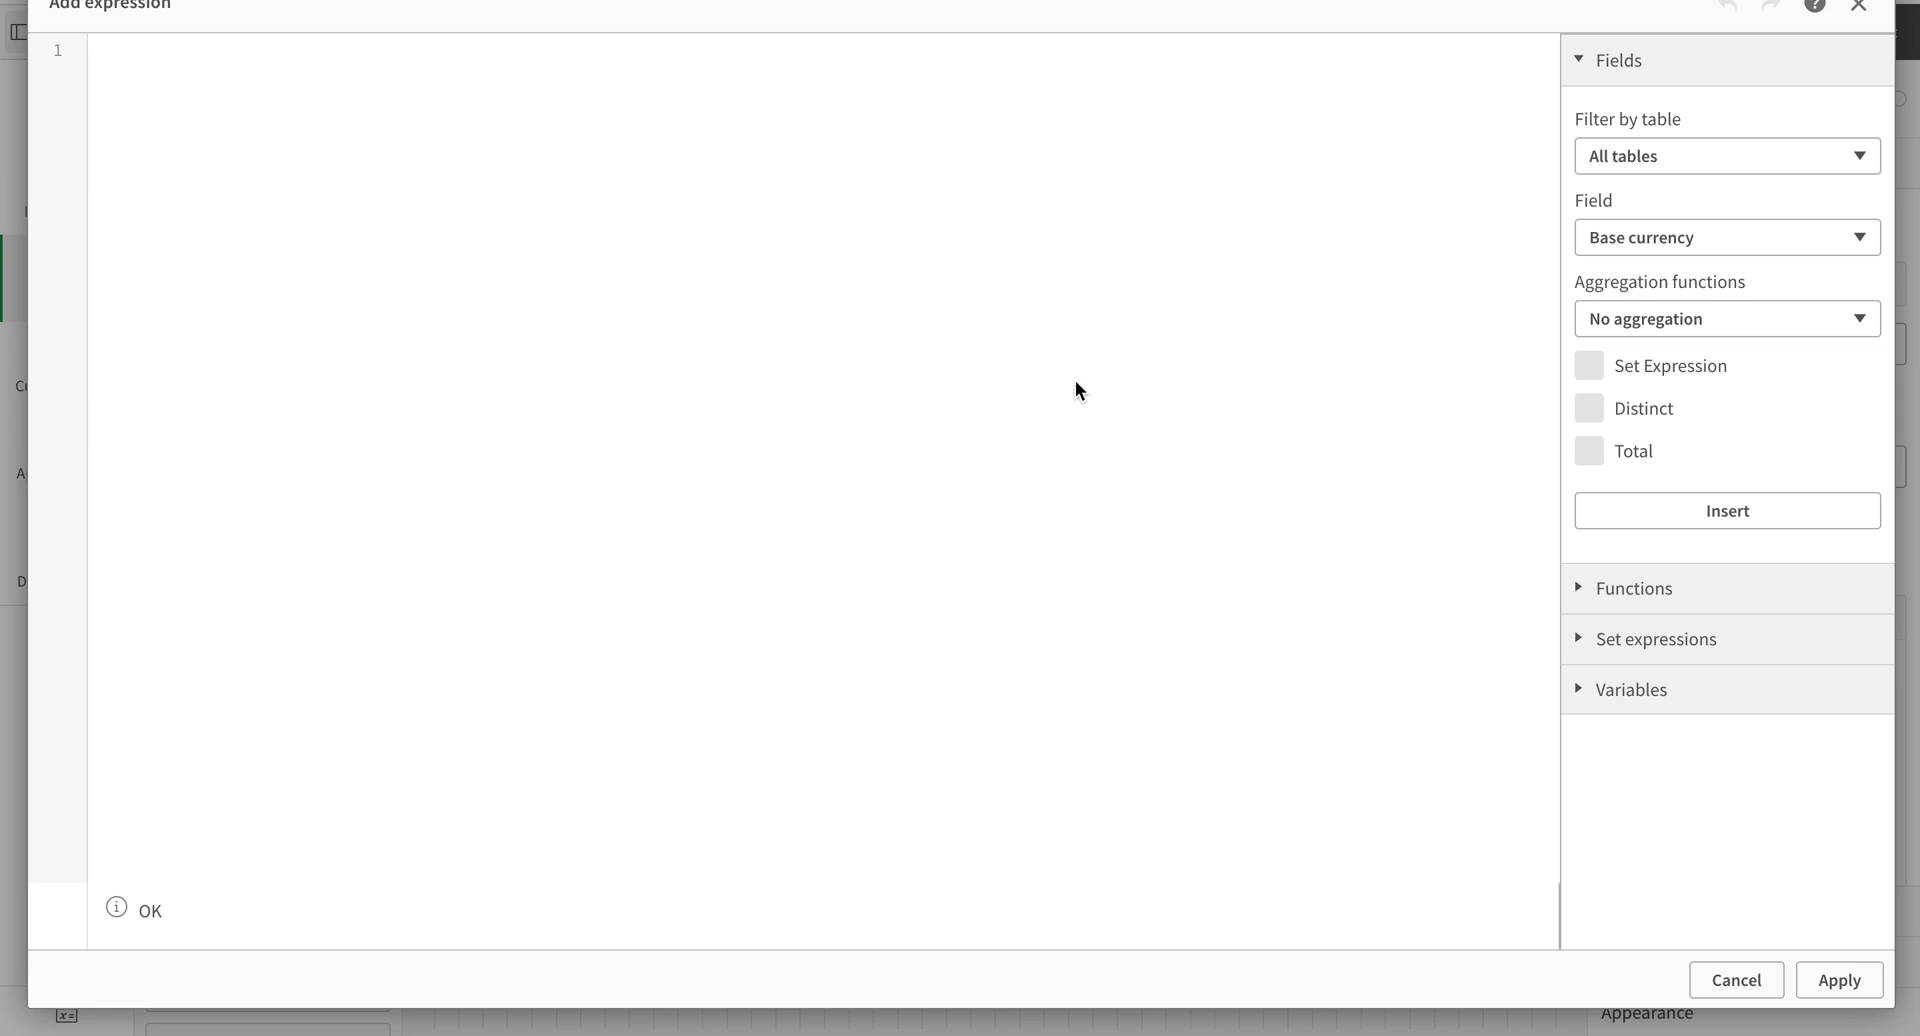 Add expression
1
Fields
Filter by table
All tables
Field
Base currency
Aggregation functions
No aggregation
Set Expression
Distinct
Total
Insert
Functions
Set expressions
Variables
OK
Cancel
Apply
x=
Appearance